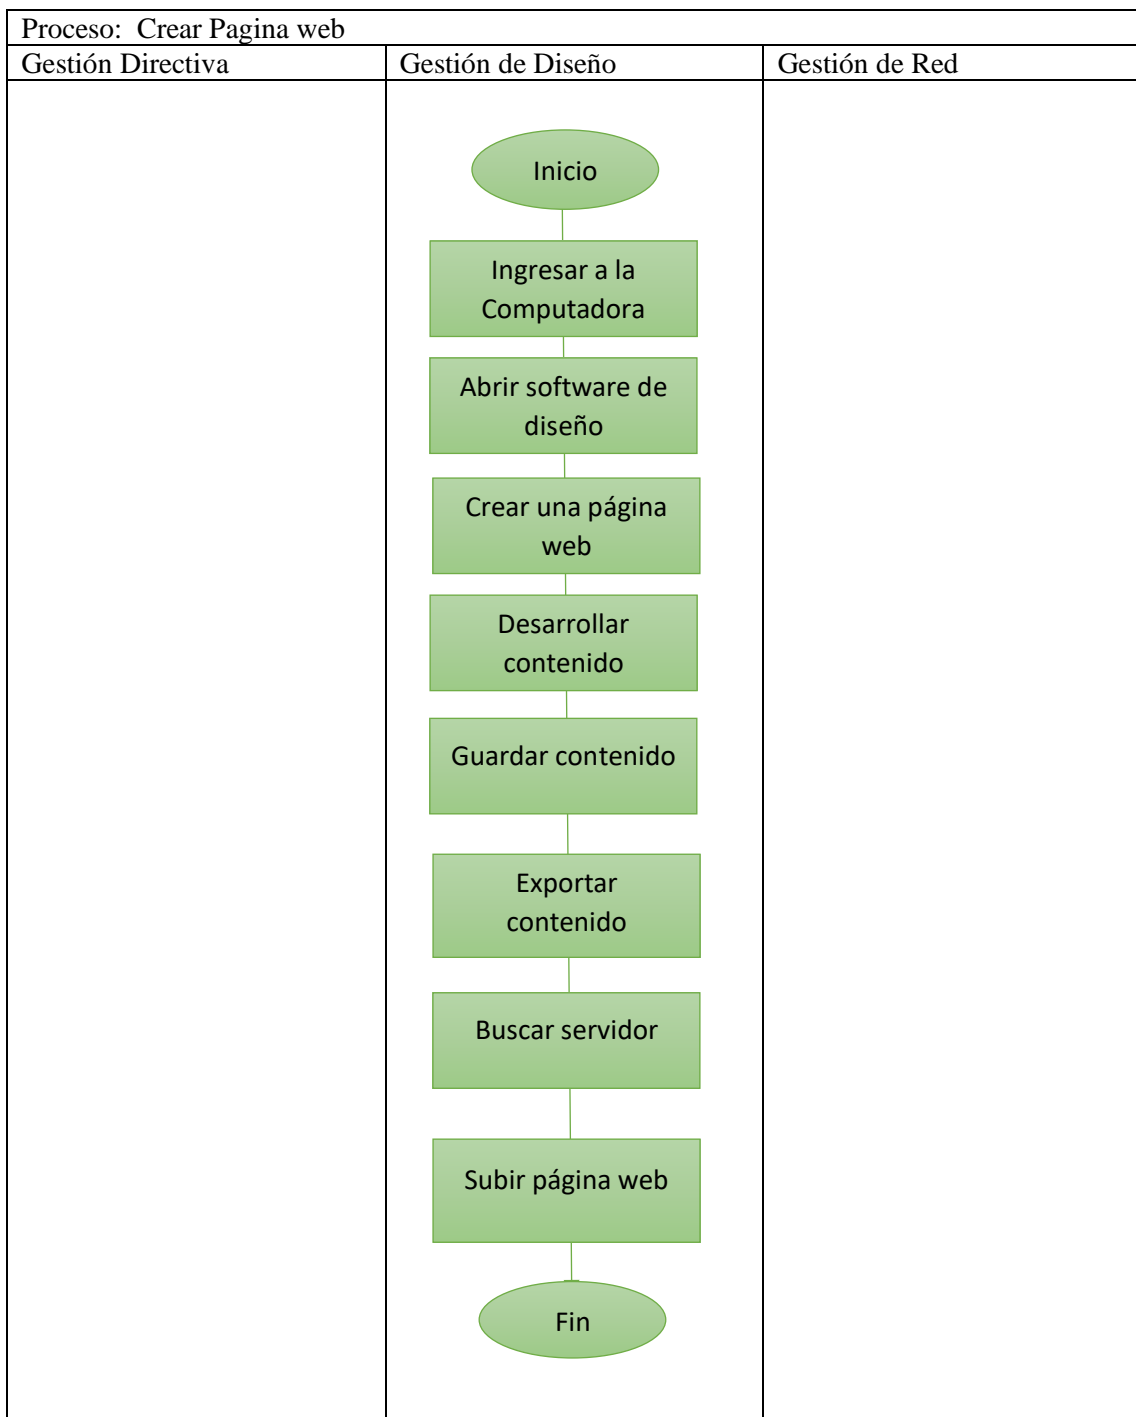 Proceso:  Crear Pagina web
Gestión Directiva
Gestión de Diseño
Gestión de Red
Inicio
Ingresar a la
Computadora
Abrir software de
diseño
Crear una página
web
Desarrollar
contenido
Guardar contenido
Exportar
contenido
Buscar servidor
Subir página web
Fin